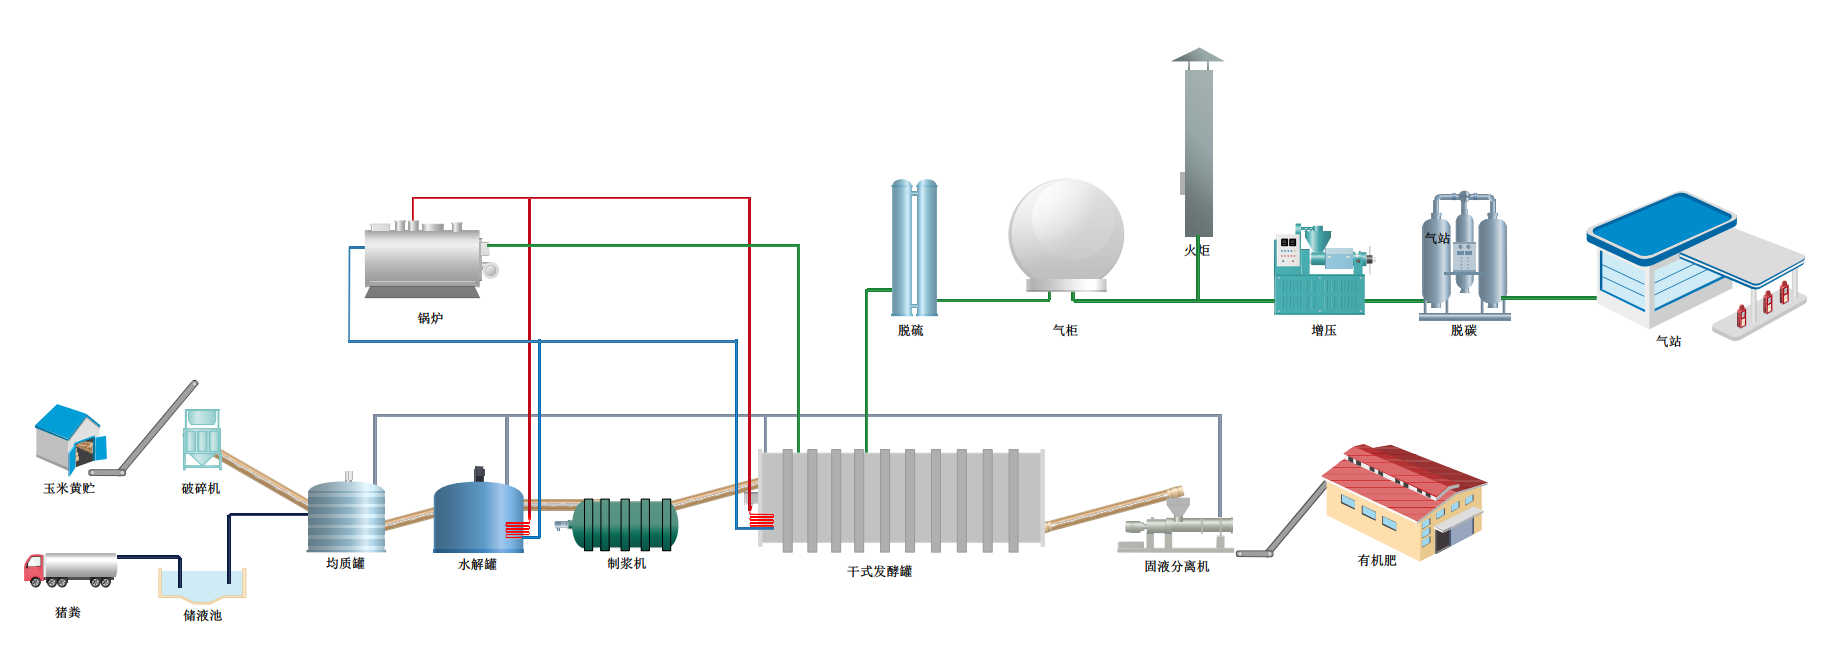 火炬
气站
锅炉
脱硫
气柜
增压
脱碳
气站
玉米黄贮
破碎机
均质罐
水解罐
制浆机
干式发酵罐
固液分离机
有机肥
猪粪
储液池